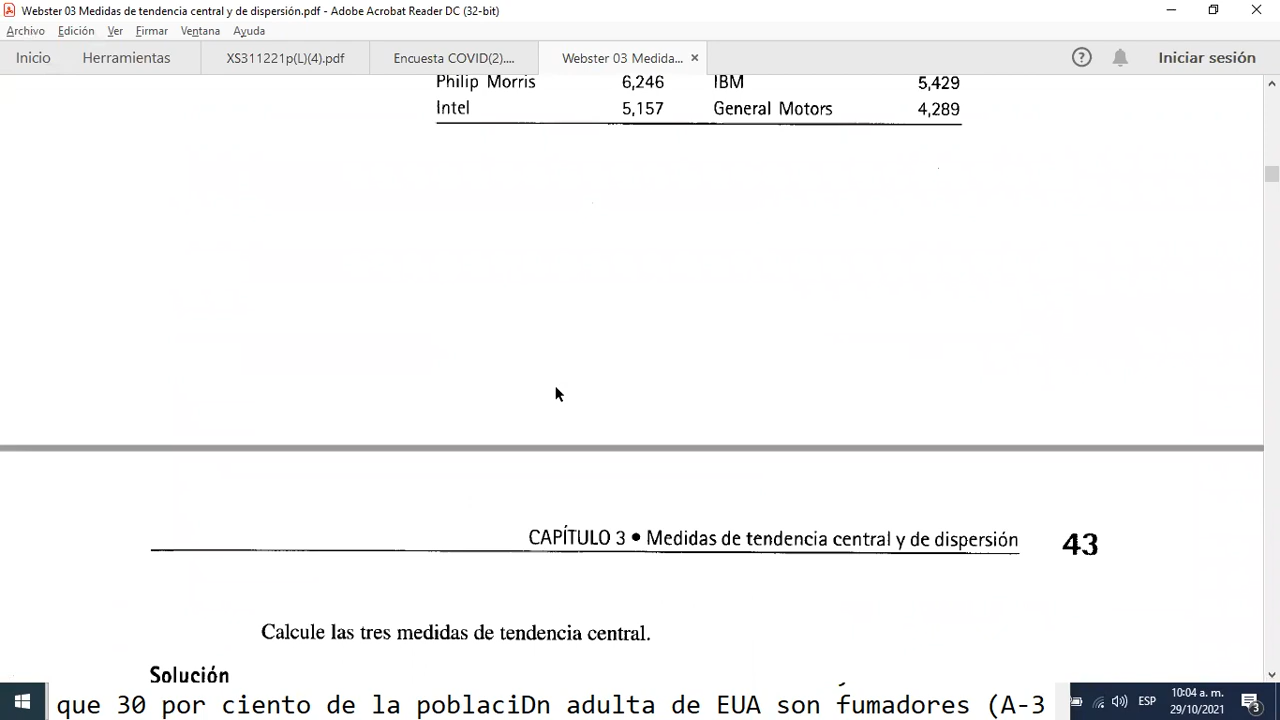 Webster 03 Medidas de tendencia central y de dispersión.pdf - Adobe Acrobat Reader DC (32-bit)
Archivo Edición Ver Firmar Ventana Ayuda
Inicio Herramientas XS311221p(L)(4).pdf Encuesta COVID(2).... Webster 03 Medida... × Iniciar sesión
Philip Morris 6,246 IBM 5,429
Intel 5,157 General Motors 4,289
CAPÍTULO 3 • Medidas de tendencia central y de dispersión 43
Calcule las tres medidas de tendencia central.
Solución
que 30 por ciento de la poblaciDn adulta de EUA son fumadores (A-3
ESP 10:04 a. m.
29/10/2021 3